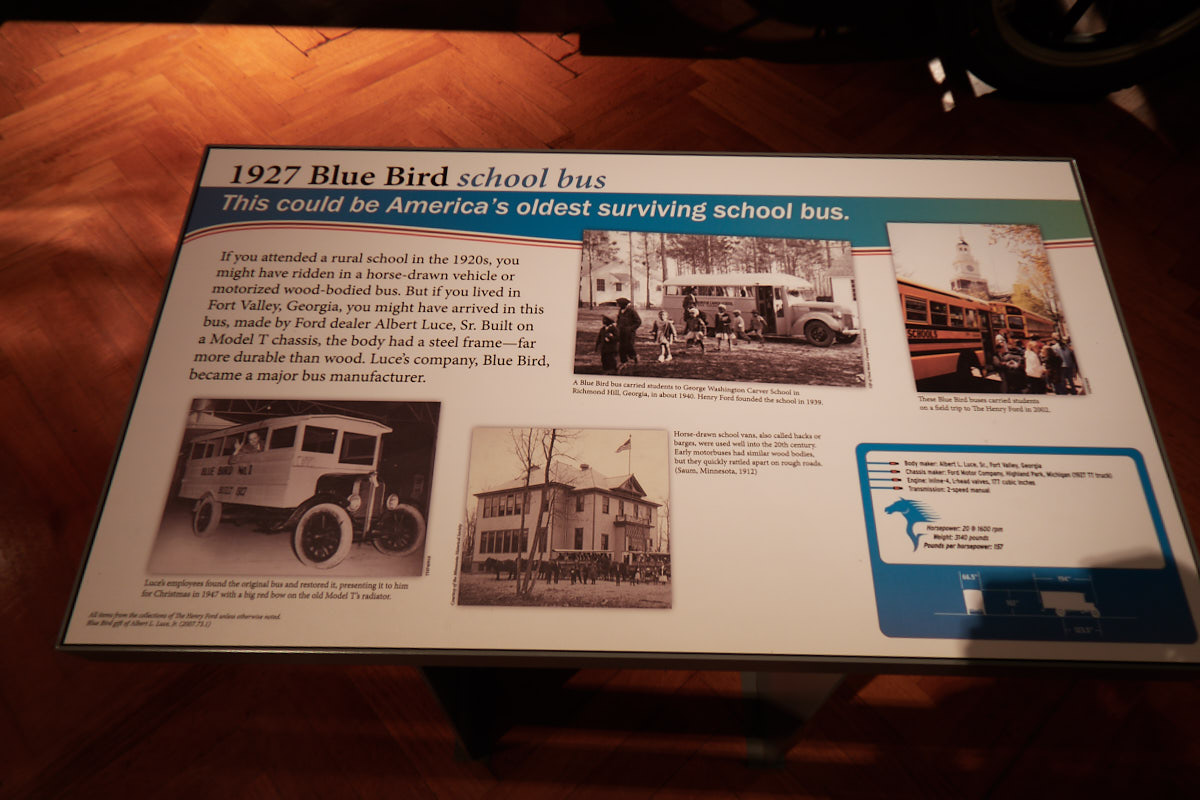 1927 Blue Bird school bus
This could be America's oldest surviving school bus.
If you attended a rural school in the 1920s, you
might have ridden in a horse-drawn vehicle or
motorized wood-bodied bus. But if you lived in
Fort Valley, Georgia, you might have arrived in this
bus, made by Ford dealer Albert Luce, Sr. Built on
a Model T chassis, the body had a steel frame—far
more durable than wood. Luce's company, Blue Bird,
became a major bus manufacturer.
A Blue Bird bus carried students to George Washington Carver School in
Richmond Hill, Georgia, in about 1940. Henry Ford founded the school in 1939.
SCHOOLS
These Blue Bird buses carried students
on a field trip to The Henry Ford in 2002.
BLUE BIRD No.1
BUILT 1927
Luce's employees found the original bus and restored it, presenting it to him
for Christmas in 1947 with a big red bow on the old Model T's radiator.
Horse-drawn school vans, also called hacks or
barges, were used well into the 20th century.
Early motorbuses had similar wood bodies,
but they quickly rattled apart on rough roads.
(Saum, Minnesota, 1912)
Courtesy of the Minnesota Historical Society
Body maker: Albert L. Luce, Sr., Fort Valley, Georgia
Chassis maker: Ford Motor Company, Highland Park, Michigan (1927 TT truck)
Engine: Inline-4, L-head valves, 177 cubic inches
Transmission: 2-speed manual
Horsepower: 20 @ 1600 rpm
Weight: 3140 pounds
Pounds per horsepower: 157
All items from the collections of The Henry Ford unless otherwise noted.
Blue Bird gift of Albert L. Luce, Jr. (2007.73.1)